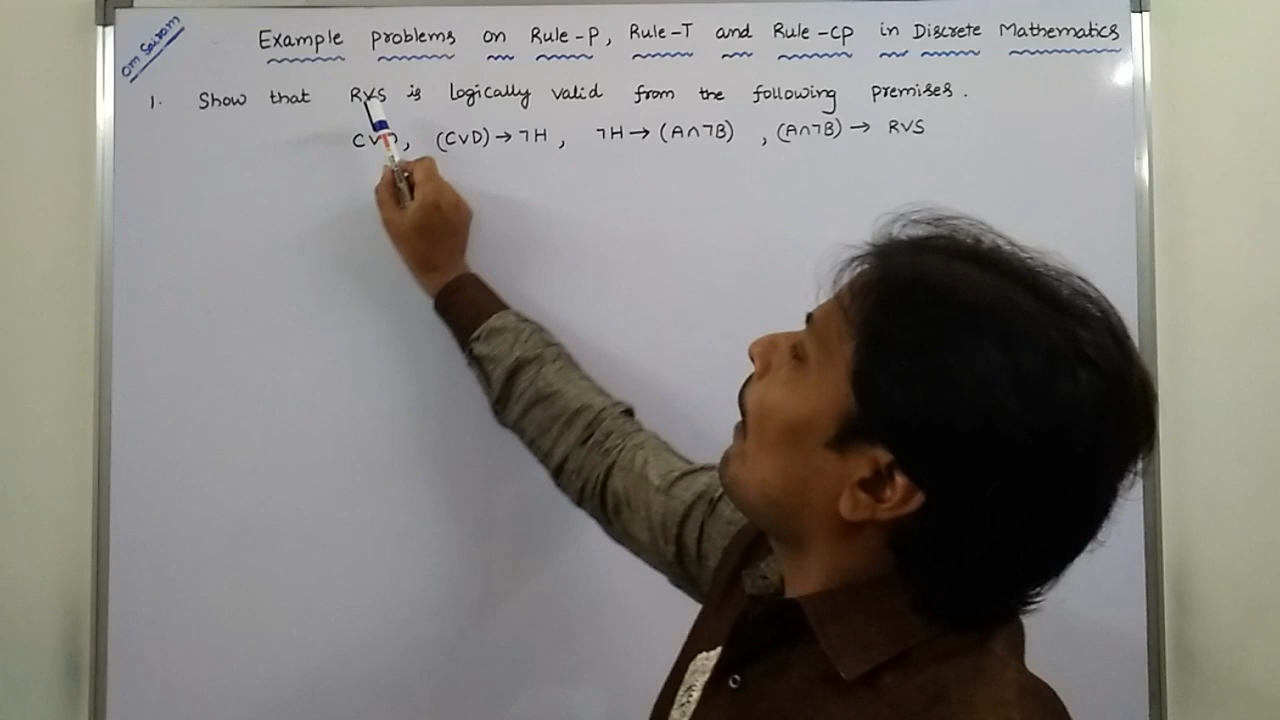 Om Sairam
Example problems on Rule-P, Rule-T and Rule-CP in Discrete Mathematics
1. Show that RVS is logically valid from the following premises.
CVD, (CVD) → ¬H, ¬H → (A∩¬B), (A∩¬B) → RVS